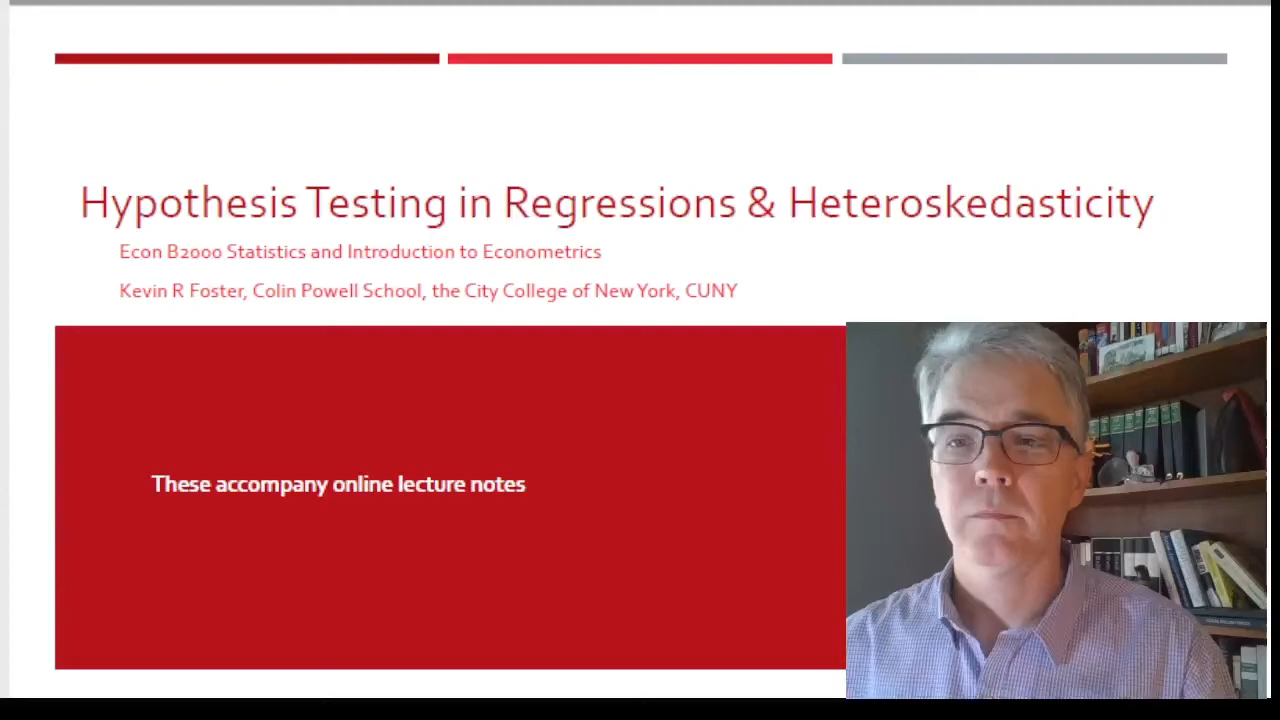 Hypothesis Testing in Regressions & Heteroskedasticity
Econ B2000 Statistics and Introduction to Econometrics
Kevin R Foster, Colin Powell School, the City College of New York, CUNY
These accompany online lecture notes